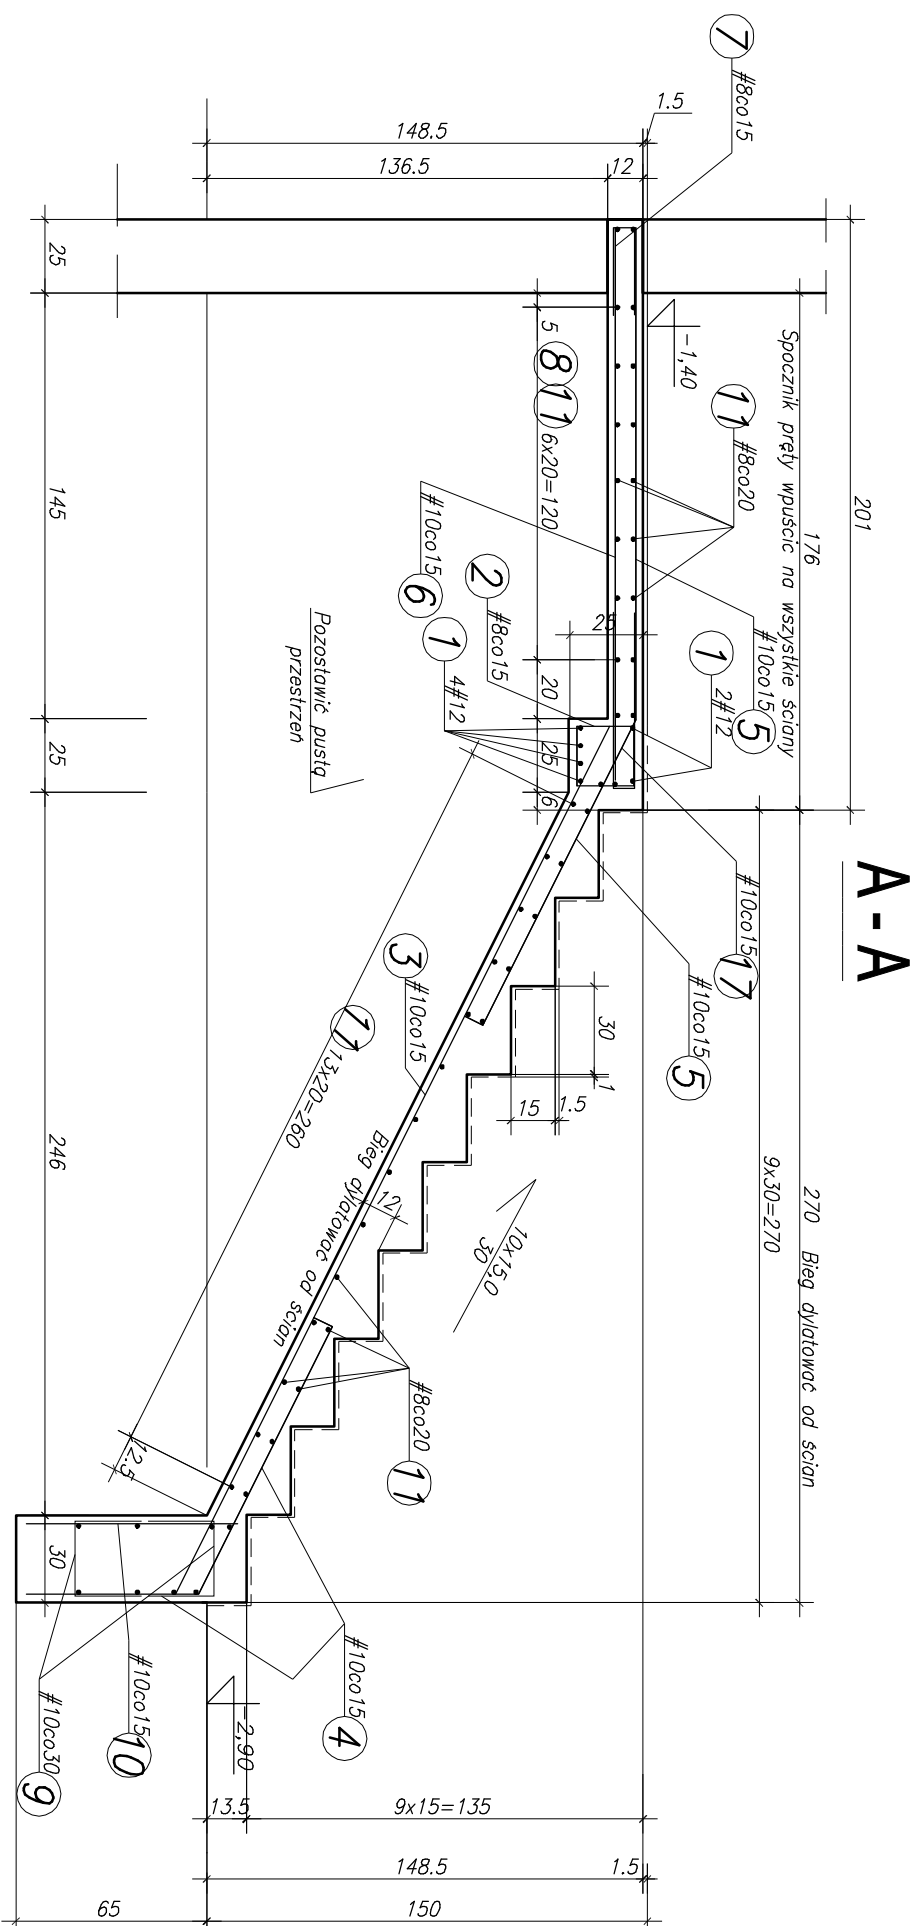 A-A
201
176
270 Bieg dylatować od ścian
9x30=270
Spocznik pręty wpuścić na wszystkie ściany
-1,40
7
#8co15
1.5
148.5
136.5
12
11
#8co20
1
2#12
#10co15
5
#10co15
17
#10co15
5
30
1
15
1.5
10x15,0
30
5
8
11
6x20=120
20
25
6
25
2
#8co15
#10co15
6
1
4#12
Pozostawić pustą
przestrzeń
3
#10co15
11
13x20=260
Bieg dylatować od ścian
12
12.5
#8co20
11
#10co15
4
#10co15
10
#10co30
9
-2,90
25
145
25
246
30
13.5
9x15=135
148.5
1.5
65
150